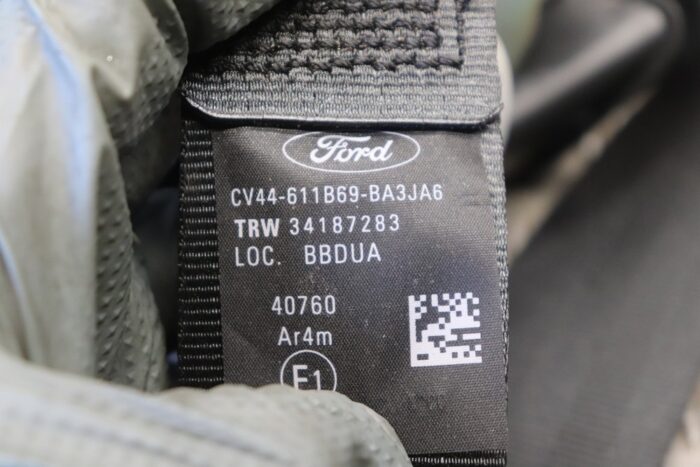 Ford
CV44-611B69-BA3JA6
TRW 34187283
LOC. BBDUA
40760
Ar4m
E1